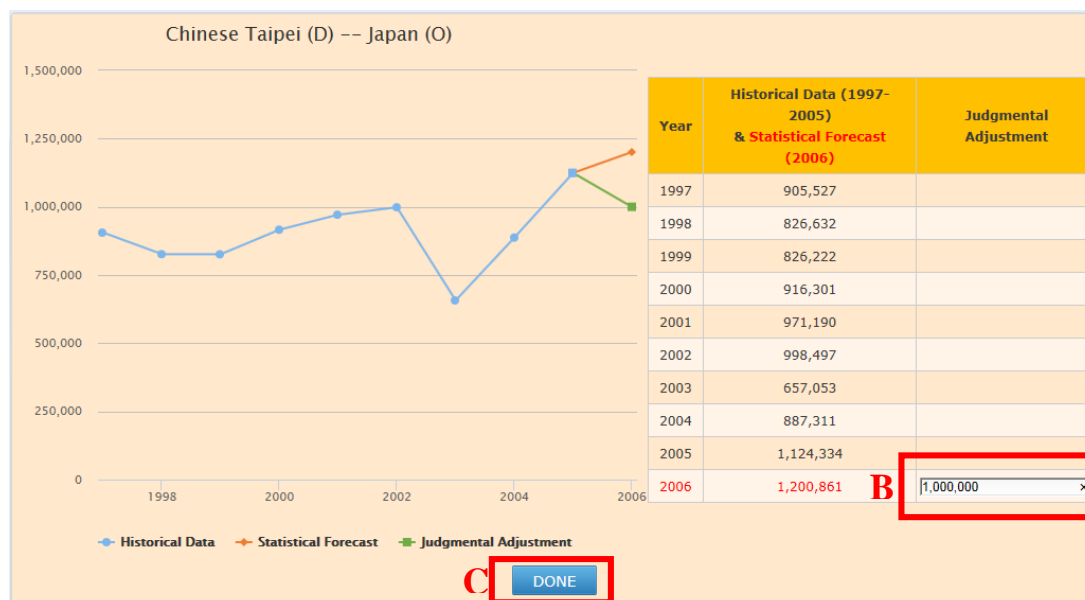 Chinese Taipei (D) -- Japan (O)
1,500,000
1,250,000
1,000,000
750,000
500,000
250,000
0
1998 2000 2002 2004 2006
Historical Data Statistical Forecast Judgmental Adjustment
Year
Historical Data (1997-
2005)
& Statistical Forecast
(2006)
Judgmental
Adjustment
1997 905,527
1998 826,632
1999 826,222
2000 916,301
2001 971,190
2002 998,497
2003 657,053
2004 887,311
2005 1,124,334
2006 1,200,861 B 1,000,000 ×
C DONE